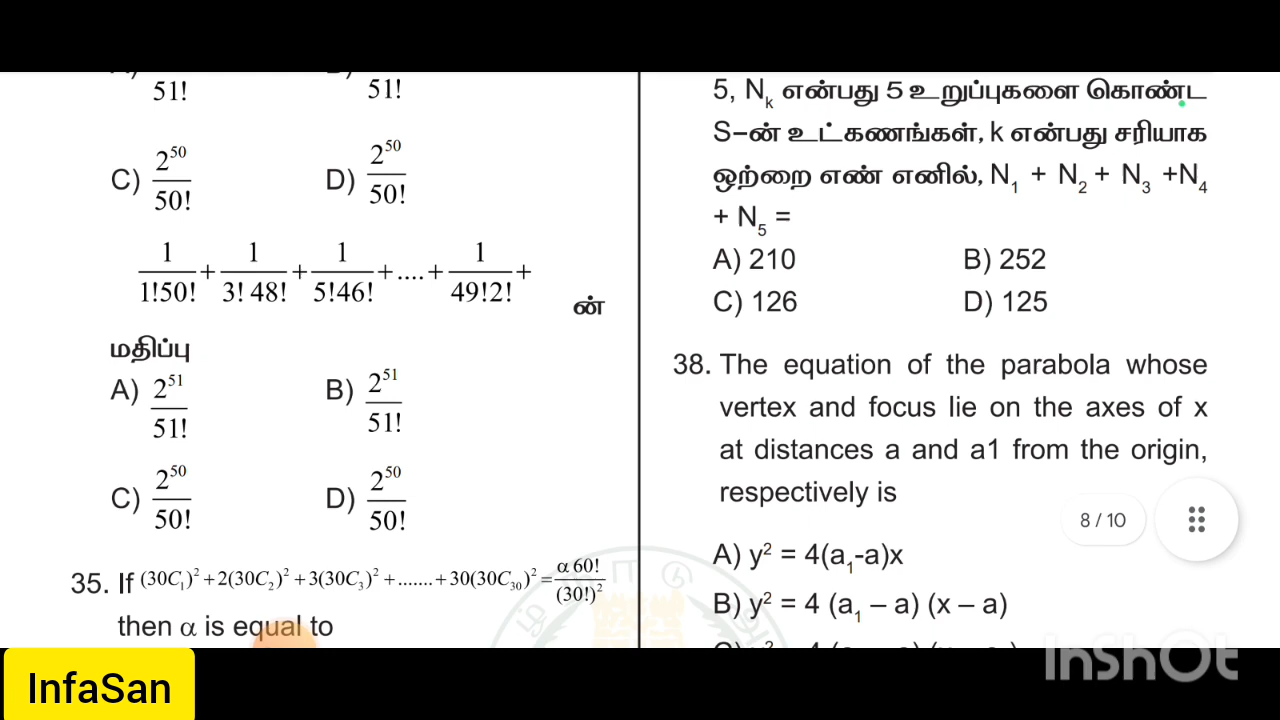 51! 51!
C) 2^50/50! D) 2^50/50!
1/1!50! + 1/3!48! + 1/5!46! + .... + 1/49!2! +
ன்
மதிப்பு
A) 2^51/51! B) 2^51/51!
C) 2^50/50! D) 2^50/50!
35. If (30C₁)² + 2(30C₂)² + 3(30C₃)² + ....... + 30(30C₃₀)² = α60!/(30!)²
then α is equal to
5, Nₖ என்பது 5 உறுப்புகளை கொண்ட
S–ன் உட்கணங்கள், k என்பது சரியாக
ஒற்றை எண் எனில், N₁ + N₂ + N₃ +N₄
+ N₅ =
A) 210 B) 252
C) 126 D) 125
38. The equation of the parabola whose
vertex and focus lie on the axes of x
at distances a and a1 from the origin,
respectively is
A) y² = 4(a₁-a)x
B) y² = 4 (a₁ – a) (x – a)
8 / 10
InShOt
InfaSan